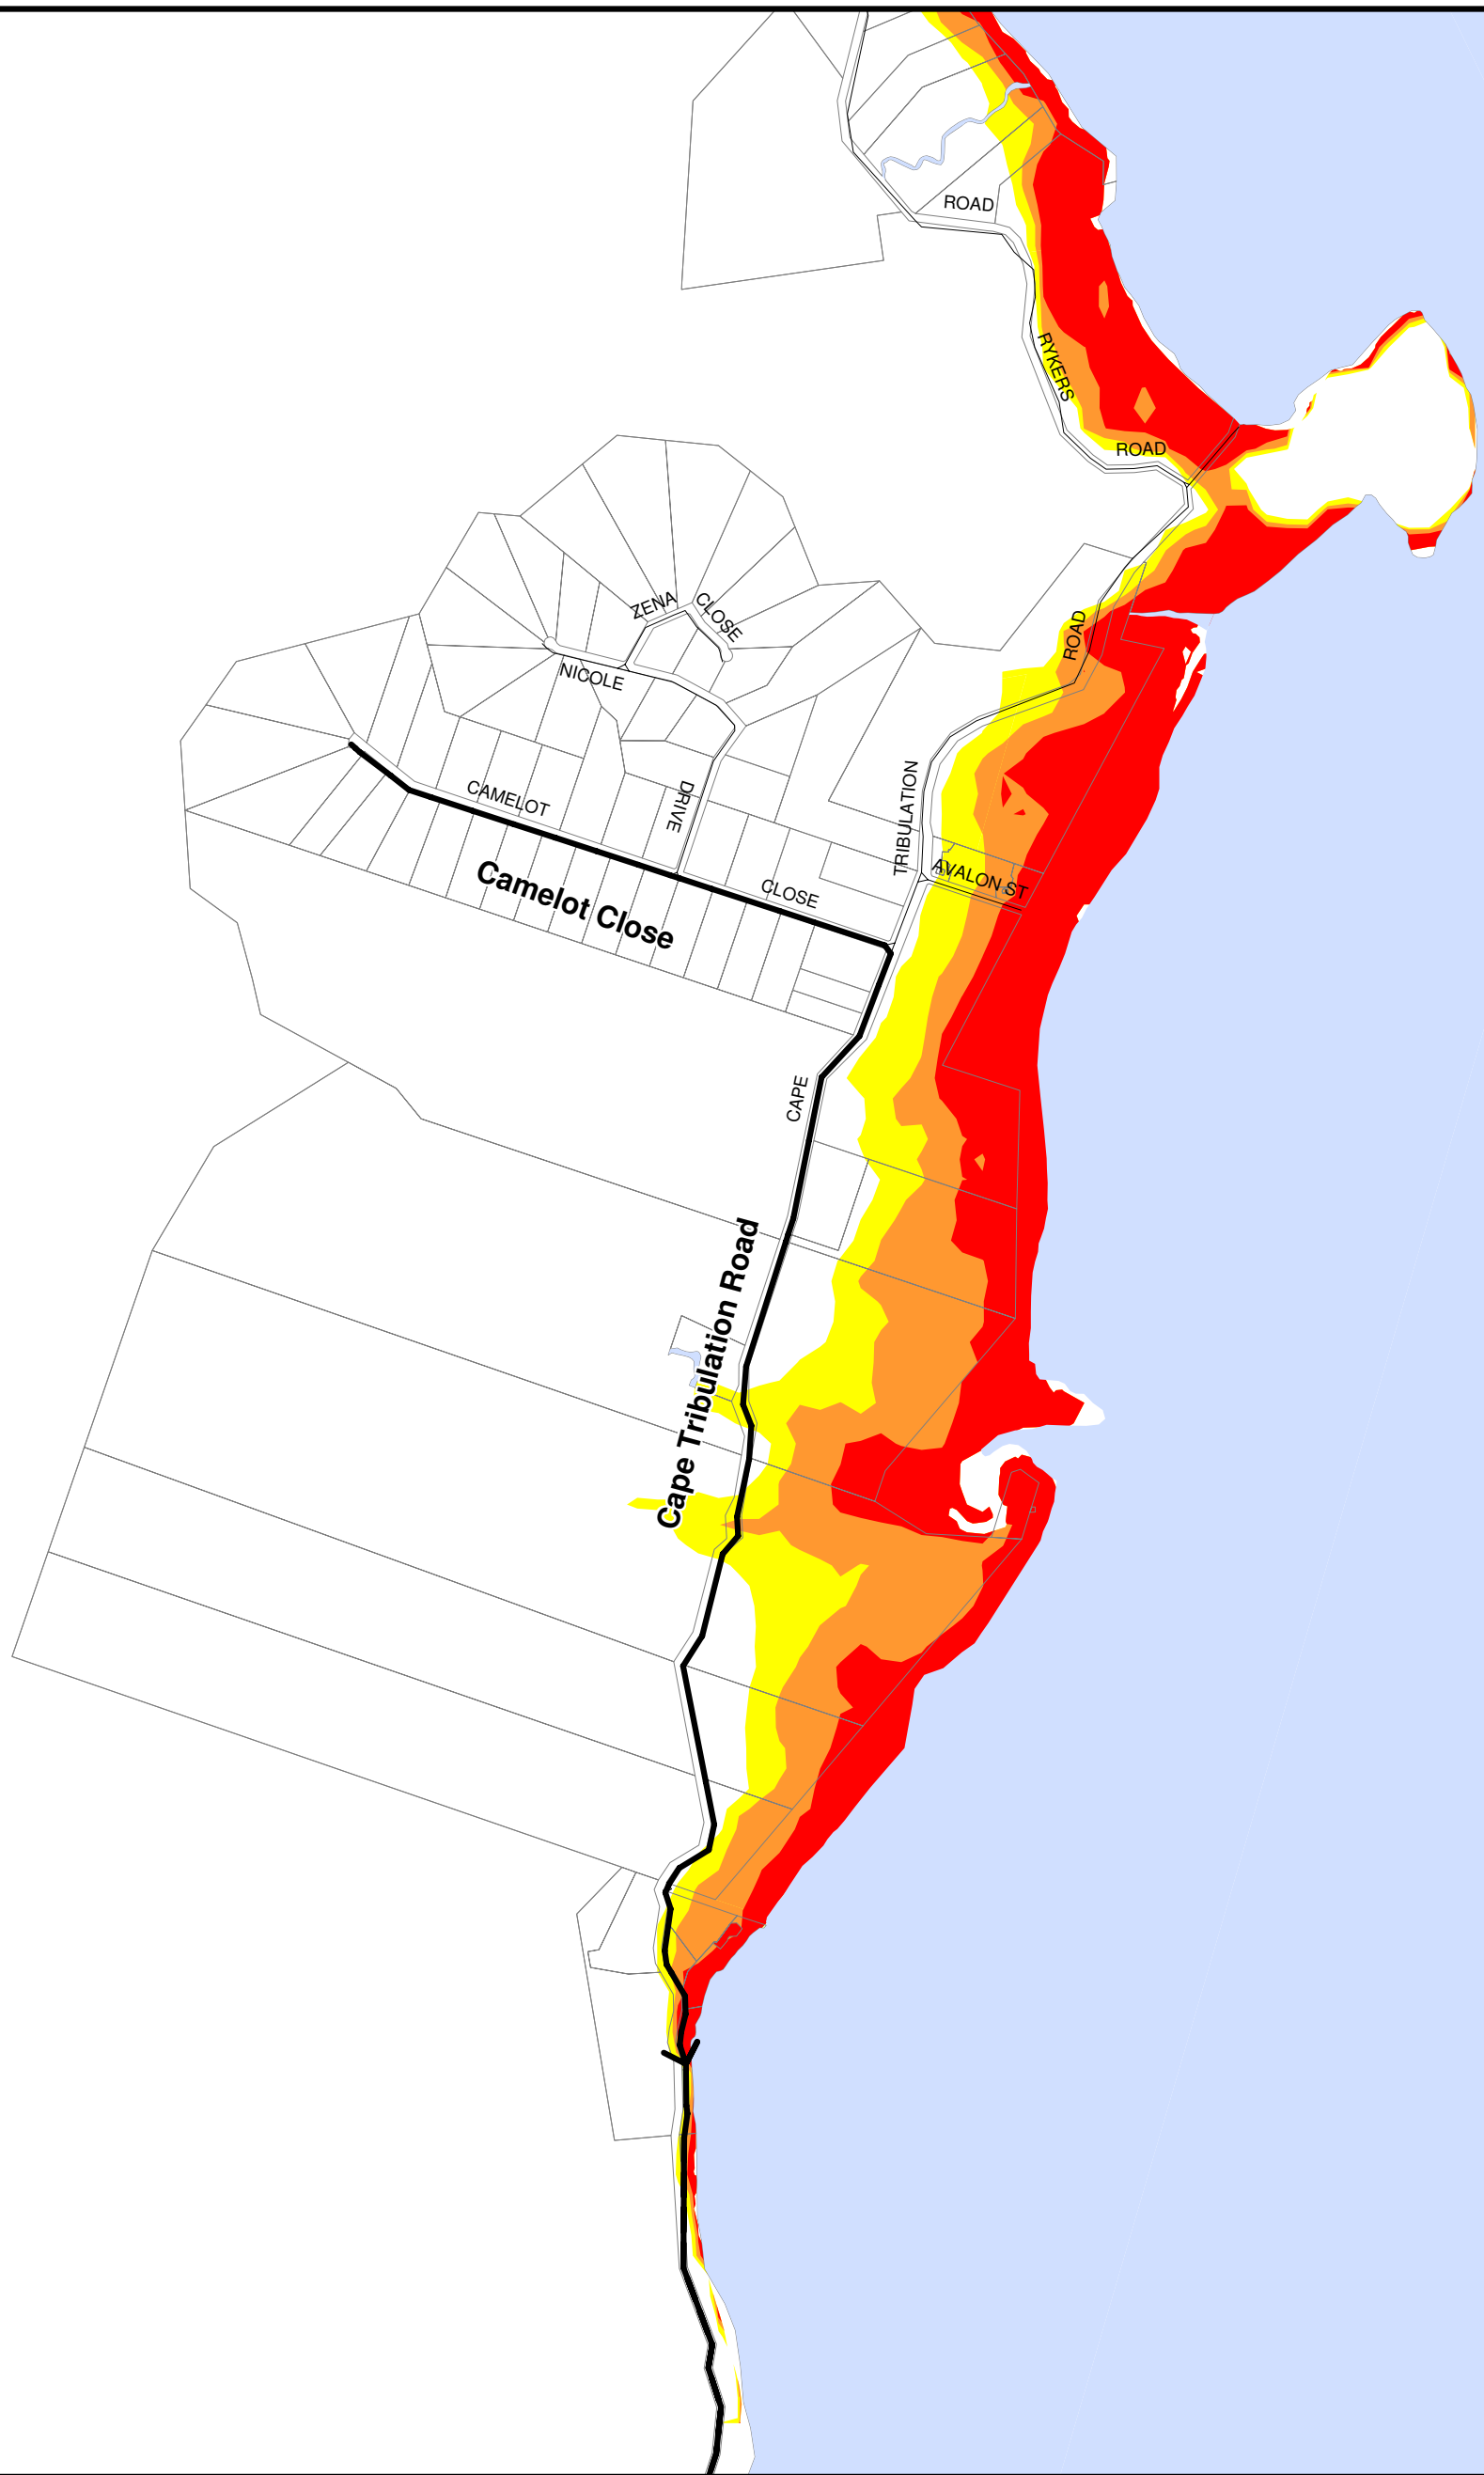 ROAD
RYKERS
ROAD
ZENA
CLOSE
ROAD
NICOLE
TRIBULATION
CAMELOT
DRIVE
AVALON ST
Camelot Close
CLOSE
CAPE
Cape Tribulation Road